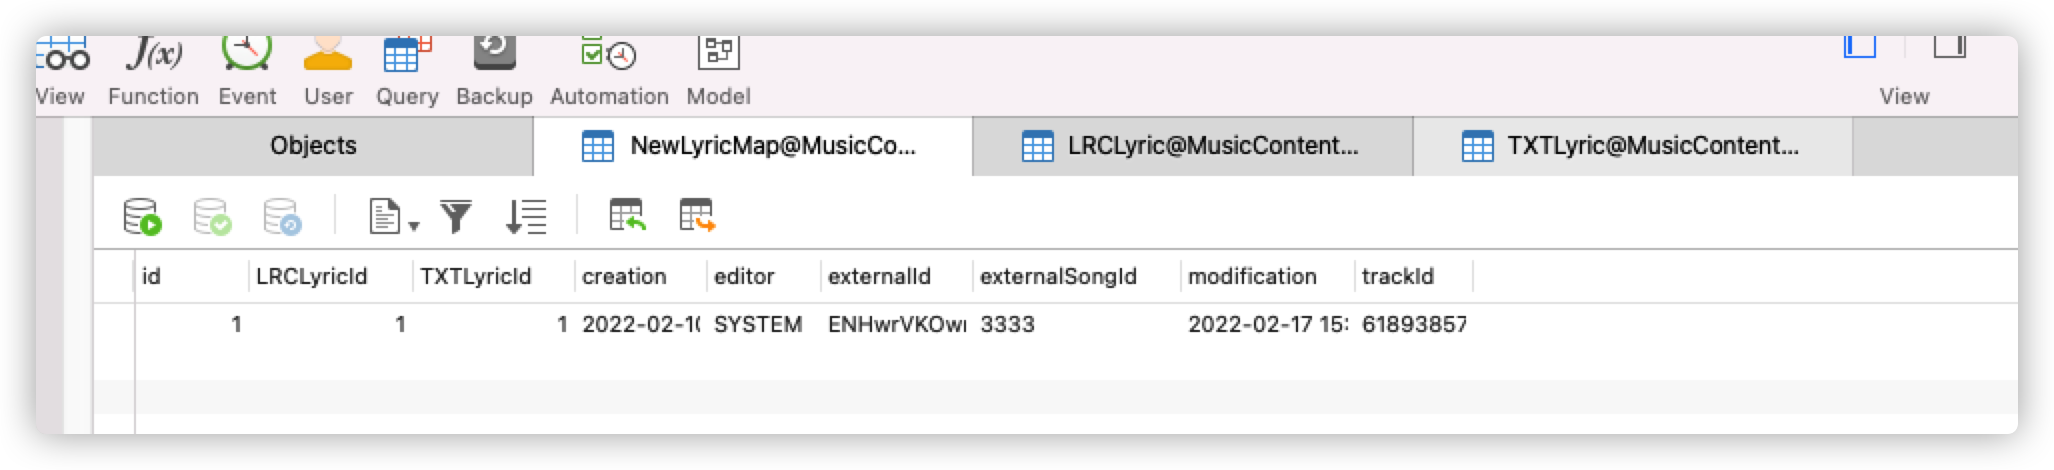 View Function Event User Query Backup Automation Model View
Objects NewLyricMap@MusicCo... LRCLyric@MusicContent... TXTLyric@MusicContent...
id LRCLyricId TXTLyricId creation editor externalId externalSongId modification trackId
1 1 1 2022-02-10 SYSTEM ENHwrVKOw 3333 2022-02-17 15: 61893857